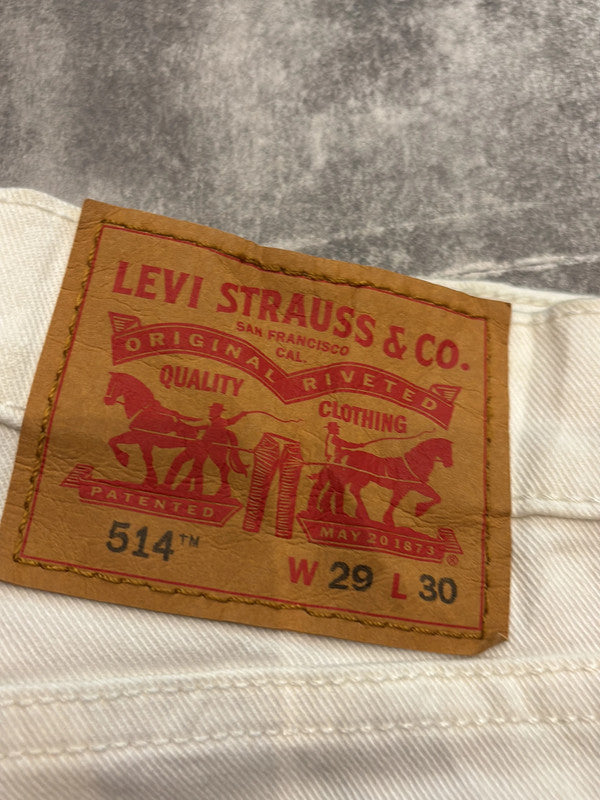 LEVI STRAUSS & CO.
SAN FRANCISCO
CAL.
ORIGINAL RIVETED
QUALITY CLOTHING
PATENTED MAY 20 1873 ®
514™ W 29 L 30